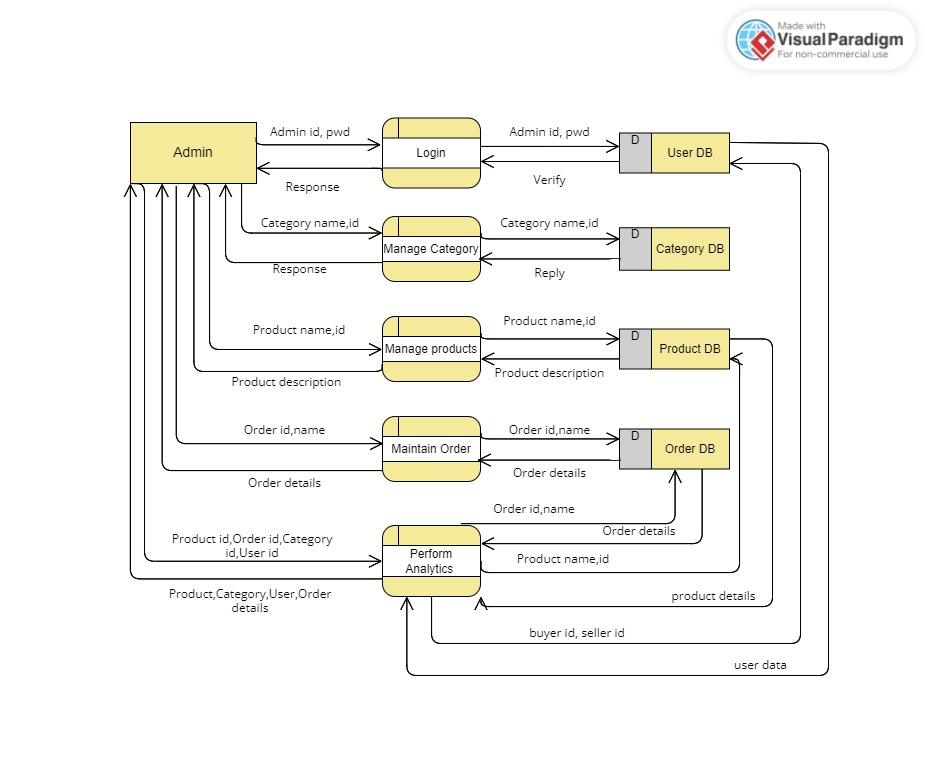 Made with
Visual Paradigm
For non-commercial use
Admin id, pwd
Admin id, pwd
Admin
Login
D
User DB
Response
Verify
Category name,id
Category name,id
D
Manage Category
Category DB
Response
Reply
Product name,id
Product name,id
D
Manage products
Product DB
Product description
Product description
Order id,name
Order id,name
D
Maintain Order
Order DB
Order details
Order details
Order id,name
Order details
Product id,Order id,Category
id,User id
Perform
Analytics
Product name,id
Product,Category,User,Order
details
product details
buyer id, seller id
user data